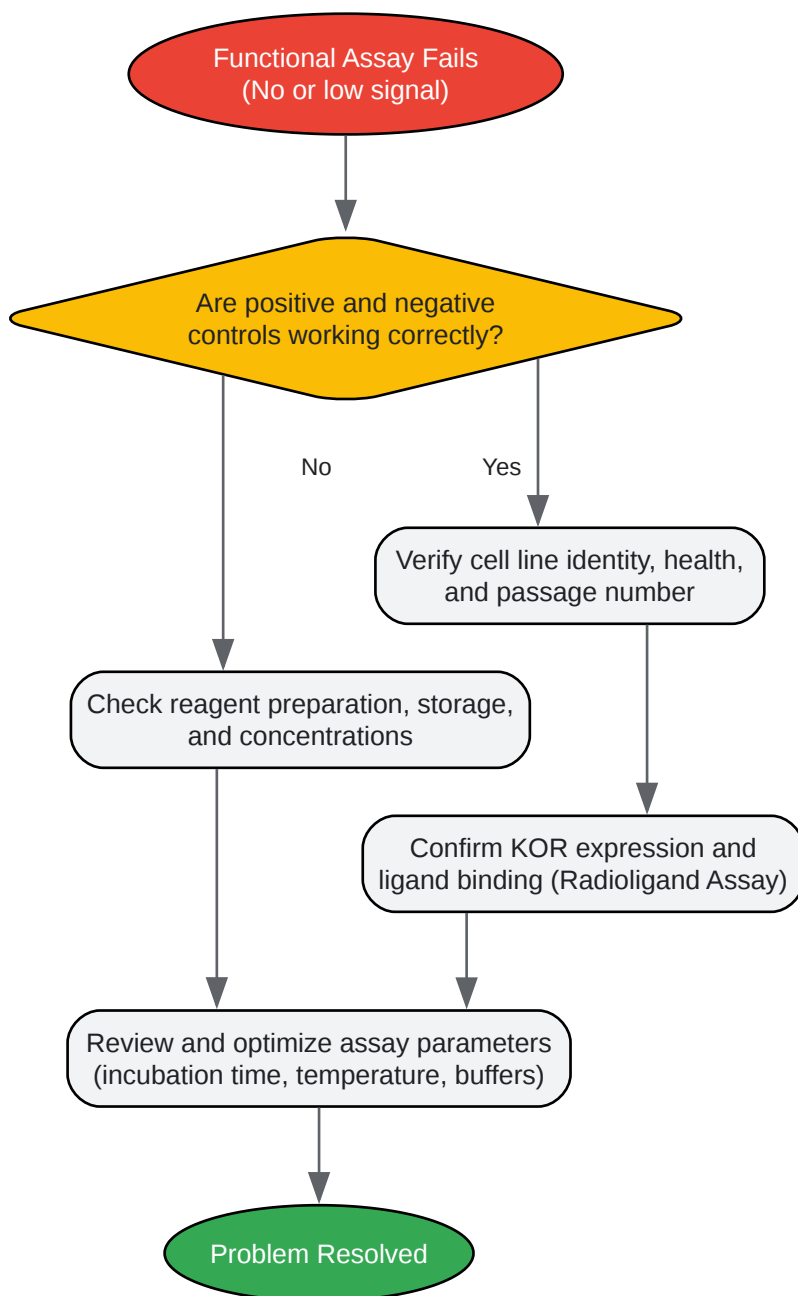 Functional Assay Fails
(No or low signal)
Are positive and negative
controls working correctly?
No
Yes
Verify cell line identity, health,
and passage number
Check reagent preparation, storage,
and concentrations
Confirm KOR expression and
ligand binding (Radioligand Assay)
Review and optimize assay parameters
(incubation time, temperature, buffers)
Problem Resolved